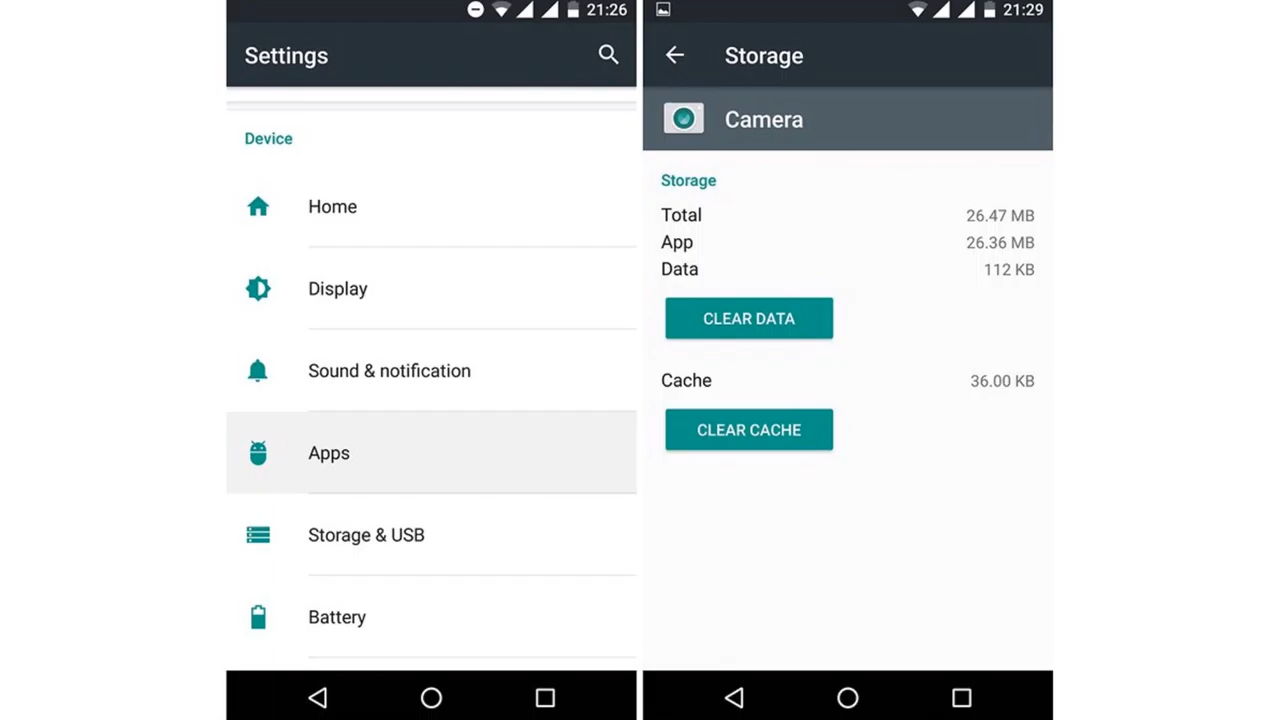 21:26
Settings
Device
Home
Display
Sound & notification
Apps
Storage & USB
Battery
21:29
Storage
Camera
Storage
Total 26.47 MB
App 26.36 MB
Data 112 KB
CLEAR DATA
Cache 36.00 KB
CLEAR CACHE